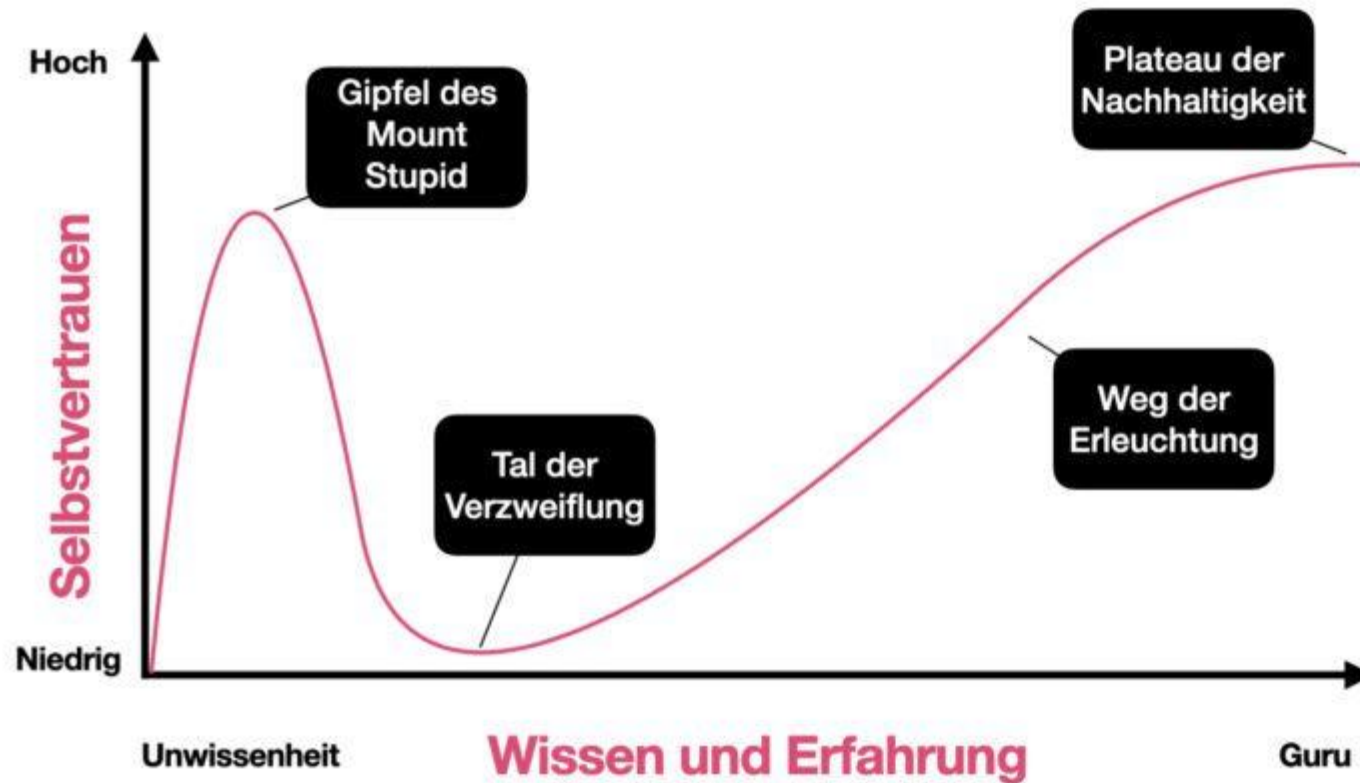 Hoch
Gipfel des
Mount
Stupid
Plateau der
Nachhaltigkeit
Selbstvertrauen
Weg der
Erleuchtung
Tal der
Verzweiflung
Niedrig
Unwissenheit
Wissen und Erfahrung
Guru